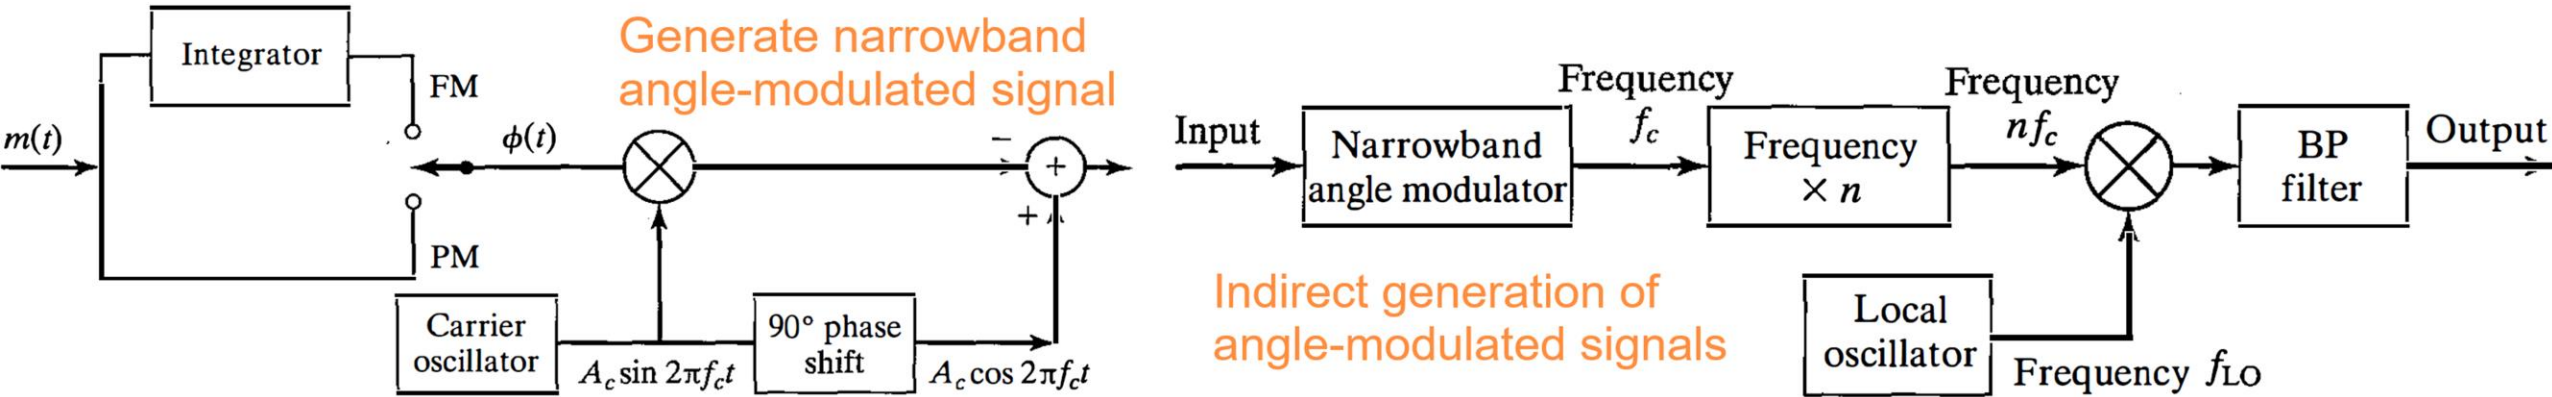 Integrator
FM
m(t)
ϕ(t)
−
+
+
PM
Carrier
oscillator
A_c sin 2πf_c t
90° phase
shift
A_c cos 2πf_c t
Generate narrowband
angle-modulated signal
Input
Narrowband
angle modulator
Frequency
f_c
Frequency
× n
Frequency
nf_c
BP
filter
Output
Local
oscillator
Frequency f_LO
Indirect generation of
angle-modulated signals